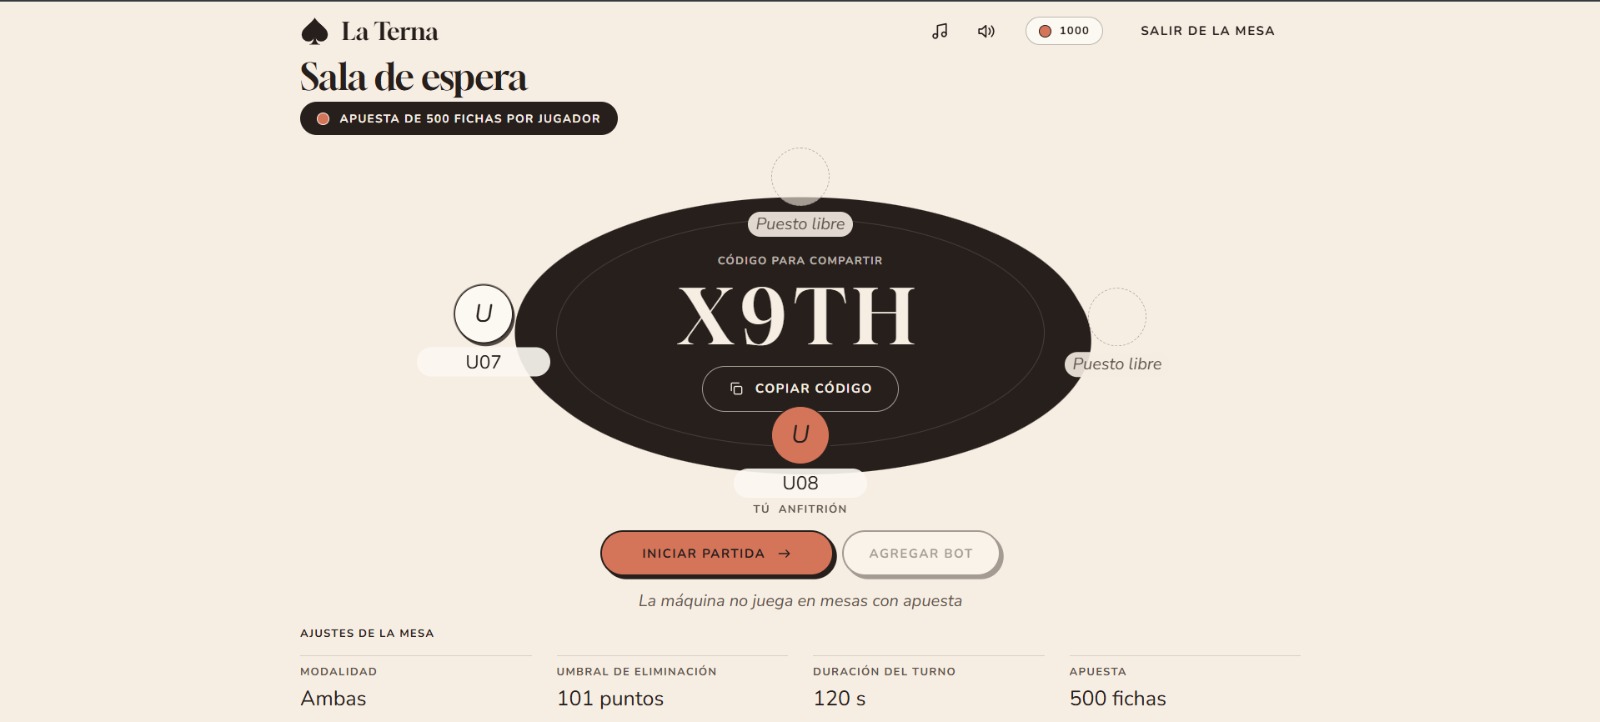 La Terna
1000
SALIR DE LA MESA
Sala de espera
APUESTA DE 500 FICHAS POR JUGADOR
Puesto libre
CÓDIGO PARA COMPARTIR
X9TH
U
U07
Puesto libre
COPIAR CÓDIGO
U
U08
TÚ ANFITRIÓN
INICIAR PARTIDA →
AGREGAR BOT
La máquina no juega en mesas con apuesta
AJUSTES DE LA MESA
MODALIDAD
Ambas
UMBRAL DE ELIMINACIÓN
101 puntos
DURACIÓN DEL TURNO
120 s
APUESTA
500 fichas